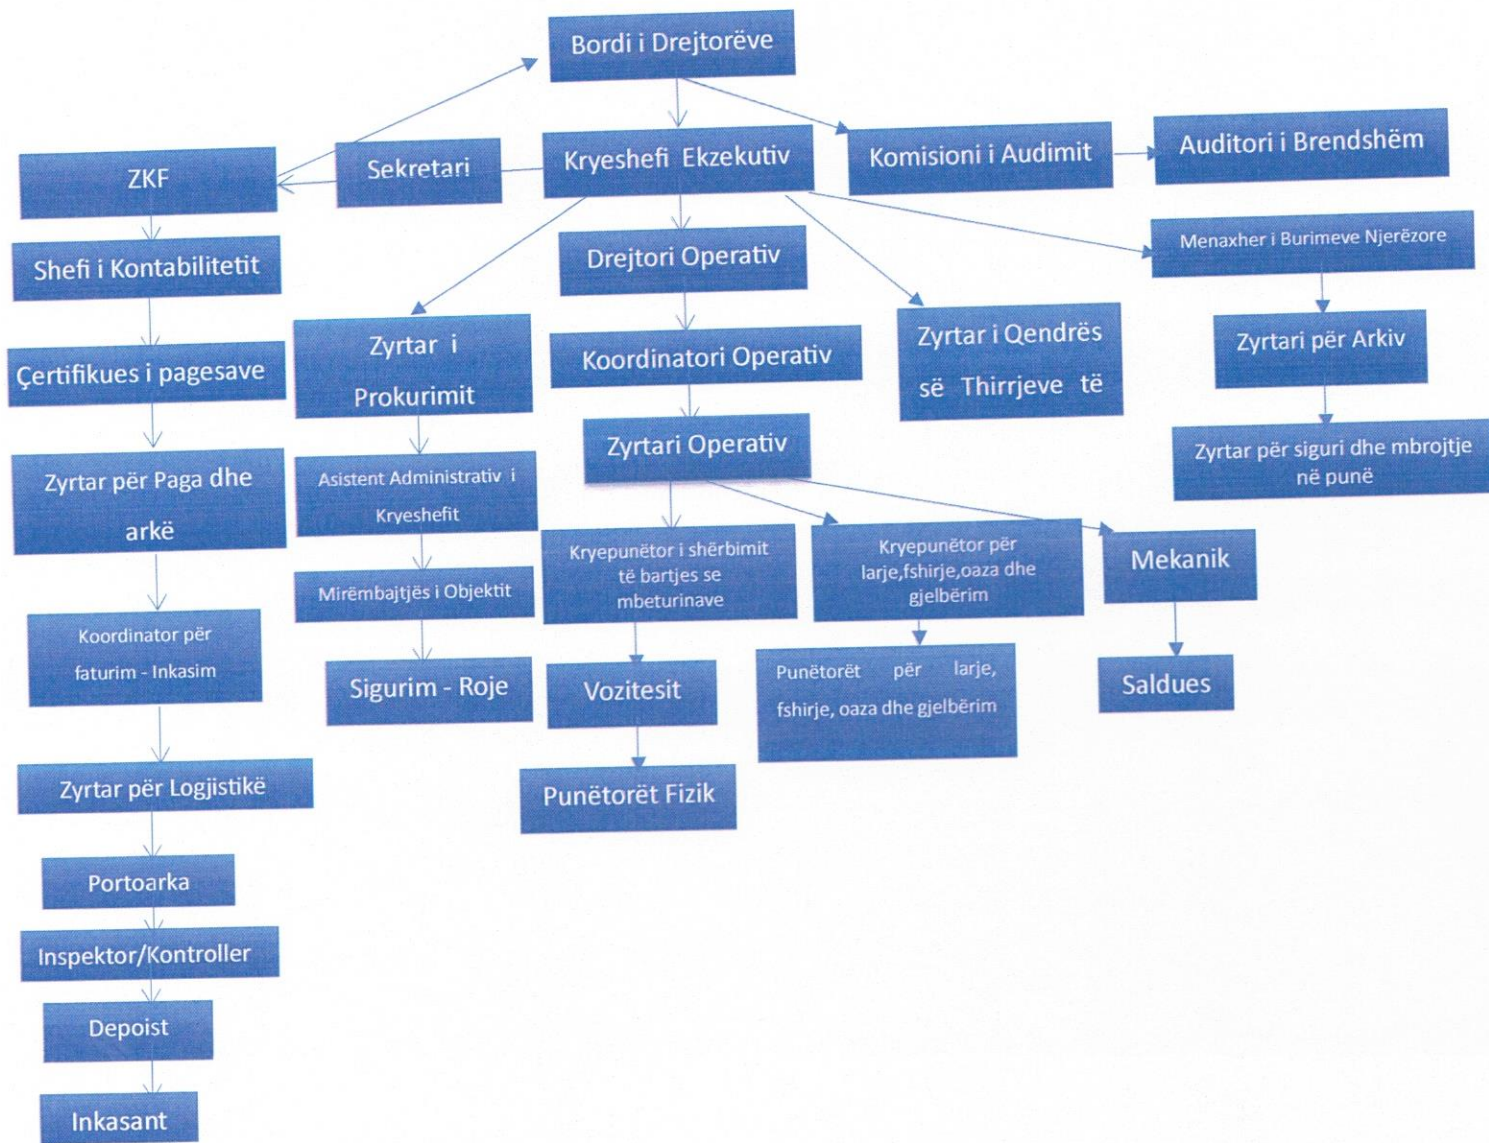 Bordi i Drejtorëve
ZKF
Sekretari
Kryeshefi Ekzekutiv
Komisioni i Audimit
Auditori i Brendshëm
Shefi i Kontabilitetit
Drejtori Operativ
Menaxher i Burimeve Njerëzore
Çertifikues i pagesave
Zyrtar i
Prokurimit
Koordinatori Operativ
Zyrtar i Qendrës
së Thirrjeve të
Zyrtari për Arkiv
Zyrtar për Paga dhe
arkë
Asistent Administrativ i
Kryeshefit
Zyrtari Operativ
Zyrtar për siguri dhe mbrojtje
në punë
Koordinator për
faturim - Inkasim
Mirëmbajtjës i Objektit
Kryepunëtor i shërbimit
të bartjes se
mbeturinave
Kryepunëtor për
larje,fshirje,oaza dhe
gjelbërim
Mekanik
Sigurim - Roje
Vozitesit
Punëtorët për larje,
fshirje, oaza dhe gjelbërim
Saldues
Zyrtar për Logjistikë
Punëtorët Fizik
Portoarka
Inspektor/Kontroller
Depoist
Inkasant